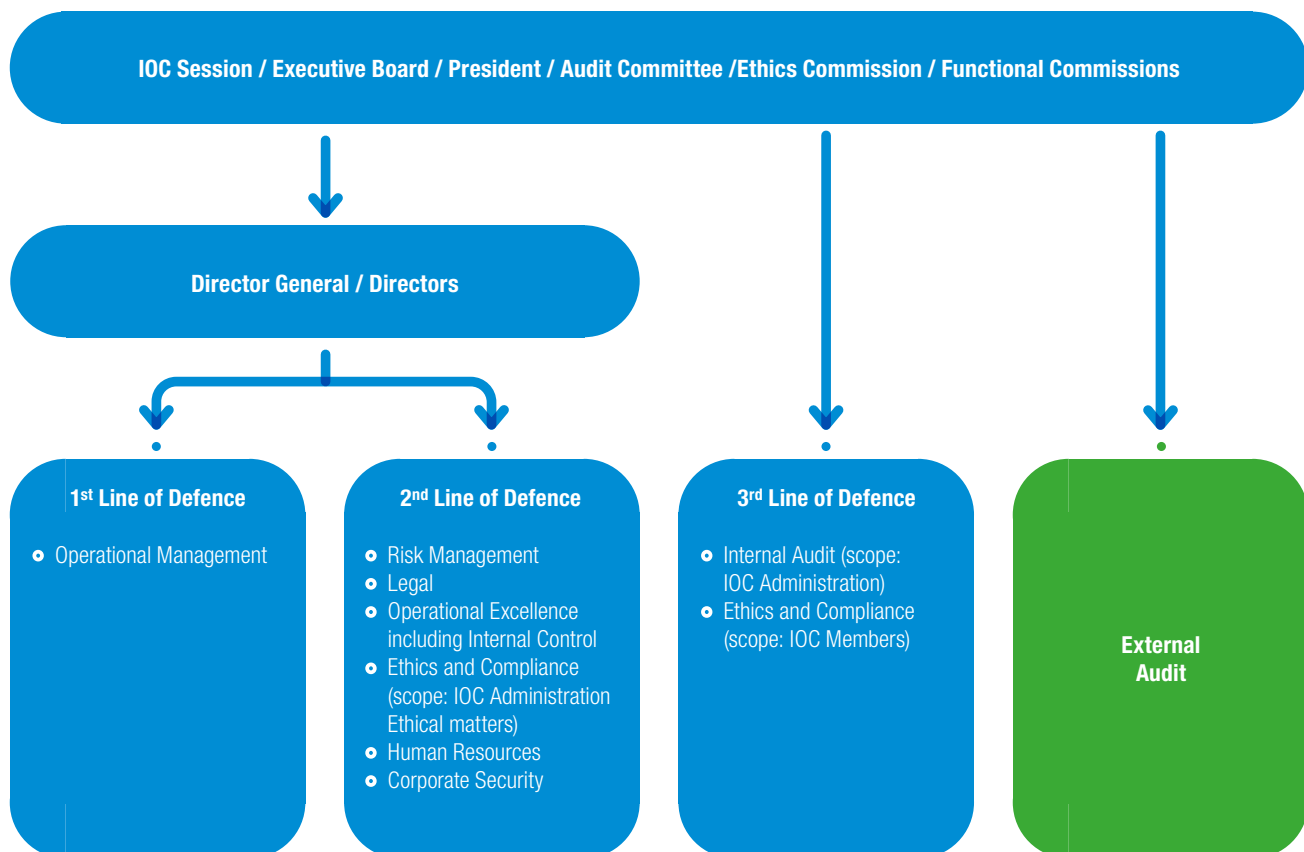 IOC Session / Executive Board / President / Audit Committee /Ethics Commission / Functional Commissions
Director General / Directors
1st Line of Defence
Operational Management
2nd Line of Defence
Risk Management
Legal
Operational Excellence
including Internal Control
Ethics and Compliance
(scope: IOC Administration
Ethical matters)
Human Resources
Corporate Security
3rd Line of Defence
Internal Audit (scope:
IOC Administration)
Ethics and Compliance
(scope: IOC Members)
External
Audit